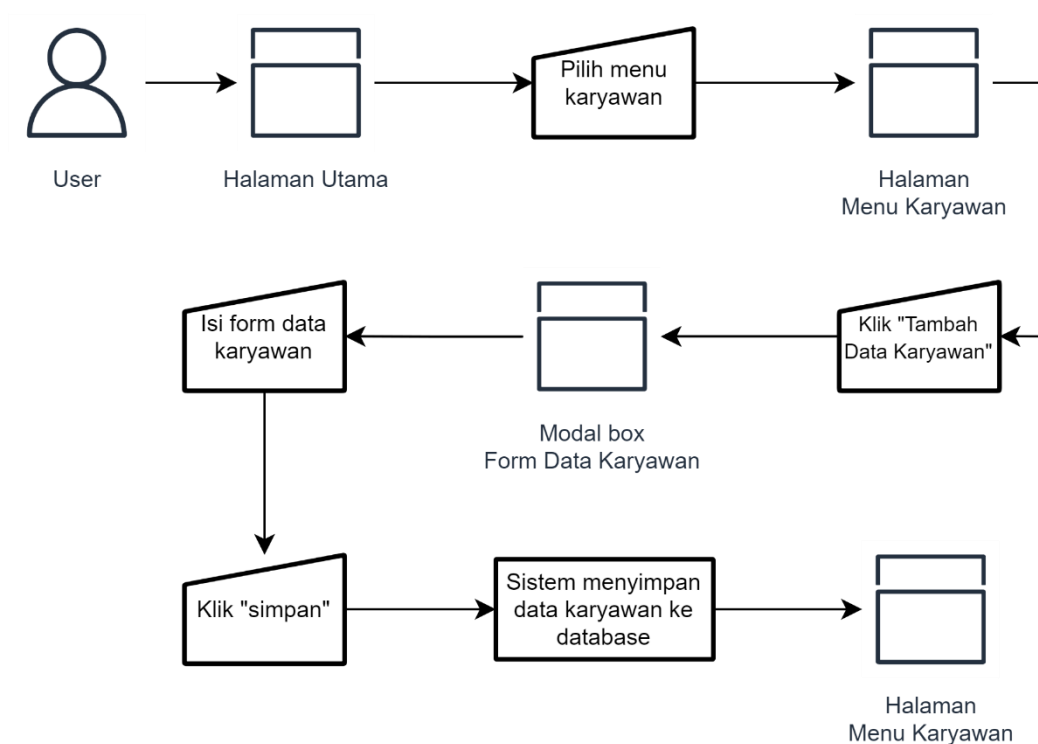 Pilih menu
karyawan
User
Halaman Utama
Halaman
Menu Karyawan
Klik "Tambah
Data Karyawan"
Isi form data
karyawan
Modal box
Form Data Karyawan
Klik "simpan"
Sistem menyimpan
data karyawan ke
database
Halaman
Menu Karyawan